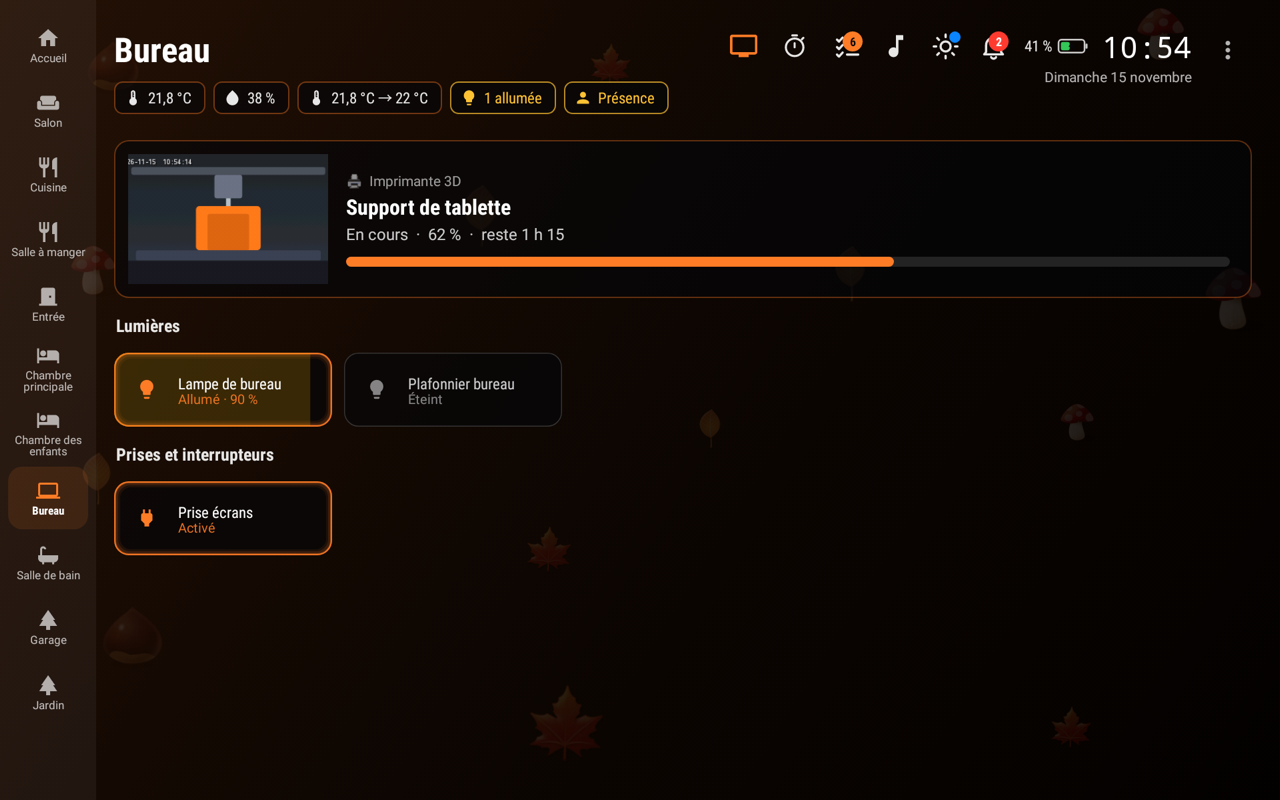 Accueil
Salon
Cuisine
Salle à manger
Entrée
Chambre
principale
Chambre des
enfants
Bureau
Salle de bain
Garage
Jardin
Bureau
6
2
41 %
10:54
Dimanche 15 novembre
21,8 °C
38 %
21,8 °C → 22 °C
1 allumée
Présence
26-11-15 10:54:14
Imprimante 3D
Support de tablette
En cours · 62 % · reste 1 h 15
Lumières
Lampe de bureau
Allumé · 90 %
Plafonnier bureau
Éteint
Prises et interrupteurs
Prise écrans
Activé